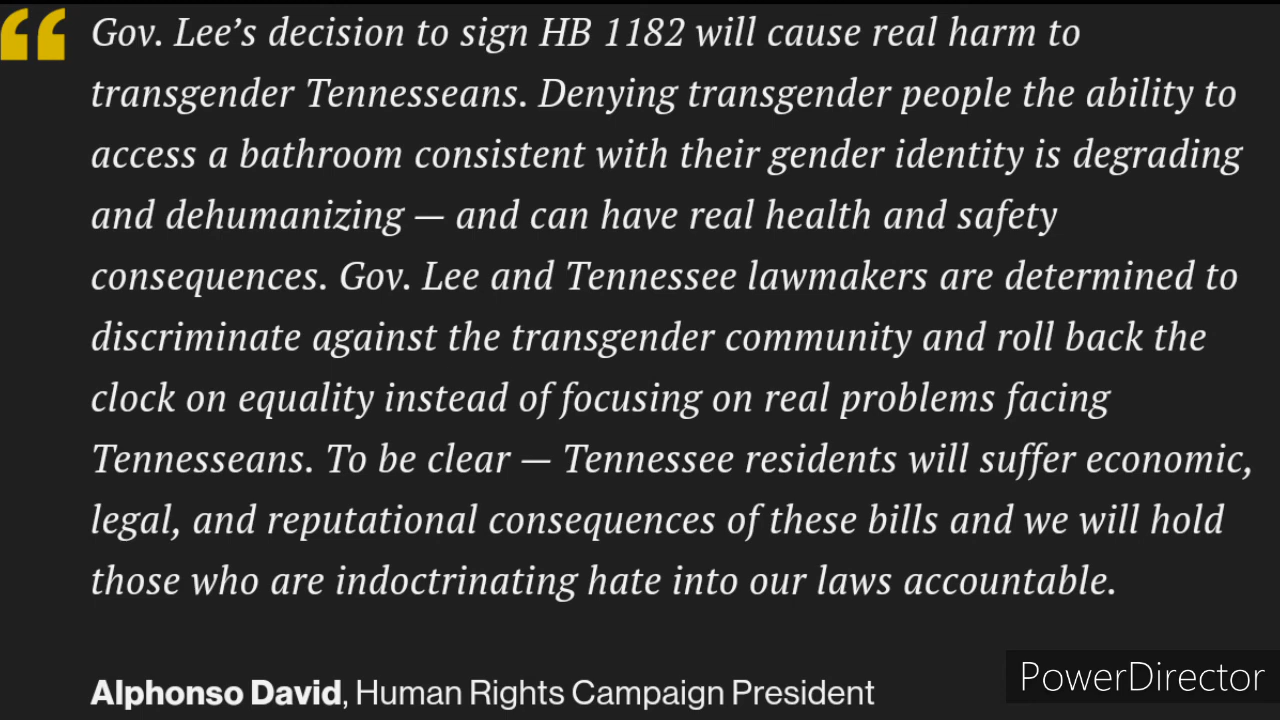 “
Gov. Lee’s decision to sign HB 1182 will cause real harm to
transgender Tennesseans. Denying transgender people the ability to
access a bathroom consistent with their gender identity is degrading
and dehumanizing — and can have real health and safety
consequences. Gov. Lee and Tennessee lawmakers are determined to
discriminate against the transgender community and roll back the
clock on equality instead of focusing on real problems facing
Tennesseans. To be clear — Tennessee residents will suffer economic,
legal, and reputational consequences of these bills and we will hold
those who are indoctrinating hate into our laws accountable.
Alphonso David, Human Rights Campaign President
PowerDirector